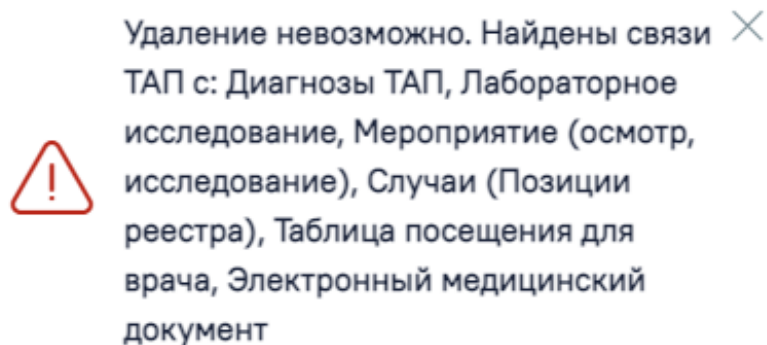 Удаление невозможно. Найдены связи
ТАП с: Диагнозы ТАП, Лабораторное
исследование, Мероприятие (осмотр,
исследование), Случаи (Позиции
реестра), Таблица посещения для
врача, Электронный медицинский
документ